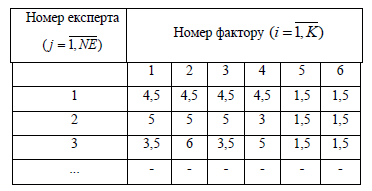 Номер експерта Номер фактору (i = 1, K)
(j = 1, NE)
1 2 3 4 5 6
1 4,5 4,5 4,5 4,5 1,5 1,5
2 5 5 5 3 1,5 1,5
3 3,5 6 3,5 5 1,5 1,5
... - - - - - -